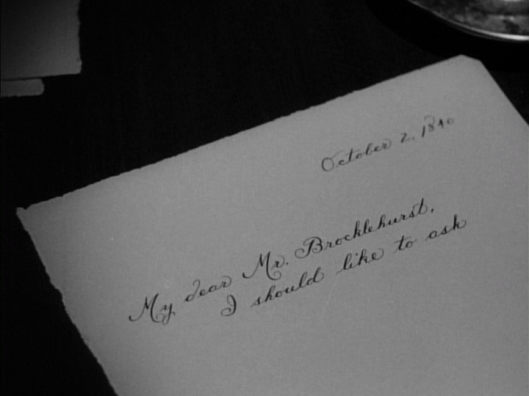 October 2, 1840
My dear Mr. Brocklehurst,
I should like to ask